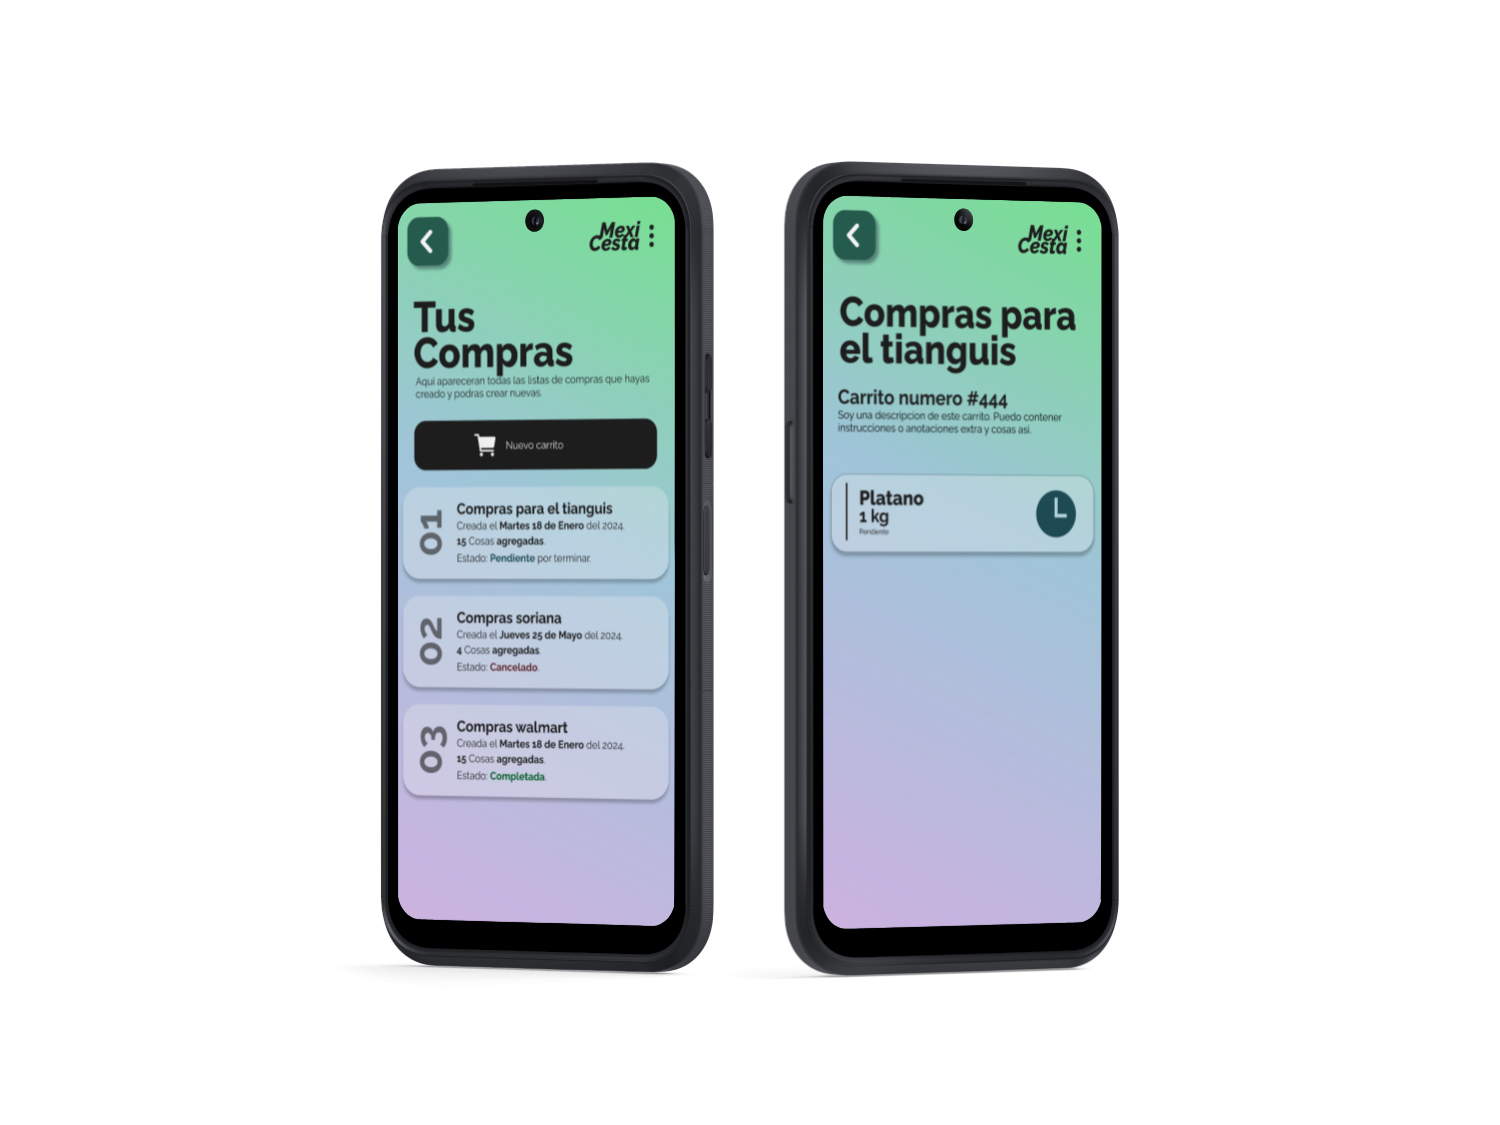 Mexi
Cesta
Tus
Compras
Aqui apareceran todas las listas de compras que hayas
creado y podras crear nuevas.
Nuevo carrito
01
Compras para el tianguis
Creada el Martes 18 de Enero del 2024.
15 Cosas agregadas.
Estado: Pendiente por terminar.
02
Compras soriana
Creada el Jueves 25 de Mayo del 2024.
4 Cosas agregadas.
Estado: Cancelado.
03
Compras walmart
Creada el Martes 18 de Enero del 2024.
15 Cosas agregadas.
Estado: Completada.
Mexi
Cesta
Compras para
el tianguis
Carrito numero #444
Soy una descripcion de este carrito. Puedo contener
instrucciones o anotaciones extra y cosas asi.
Platano
1 kg
Pendiente